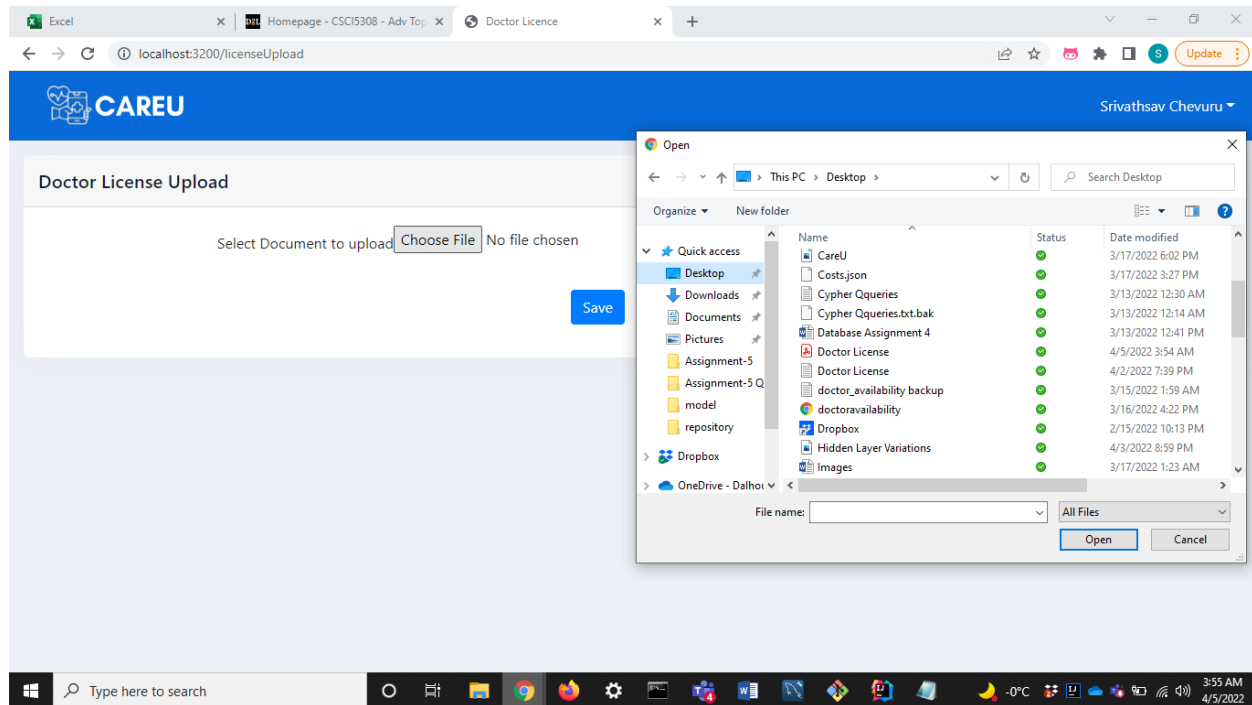 Excel
D2L Homepage - CSCI5308 - Adv Top
Doctor Licence
localhost:3200/licenseUpload
S Update
CAREU
Srivathsav Chevuru
Doctor License Upload
Select Document to upload Choose File No file chosen
Save
Open
This PC > Desktop >
Search Desktop
Organize New folder
Quick access
Desktop
Downloads
Documents
Pictures
Assignment-5
Assignment-5 Q
model
repository
Dropbox
OneDrive - Dalhou
Name Status Date modified
CareU 3/17/2022 6:02 PM
Costs.json 3/17/2022 3:27 PM
Cypher Qqueries 3/13/2022 12:30 AM
Cypher Qqueries.txt.bak 3/13/2022 12:14 AM
Database Assignment 4 3/13/2022 12:41 PM
Doctor License 4/5/2022 3:54 AM
Doctor License 4/2/2022 7:39 PM
doctor_availability backup 3/15/2022 1:59 AM
doctoravailability 3/16/2022 4:22 PM
Dropbox 2/15/2022 10:13 PM
Hidden Layer Variations 4/3/2022 8:59 PM
Images 3/17/2022 1:23 AM
File name: All Files
Open Cancel
Type here to search
-0°C
3:55 AM
4/5/2022